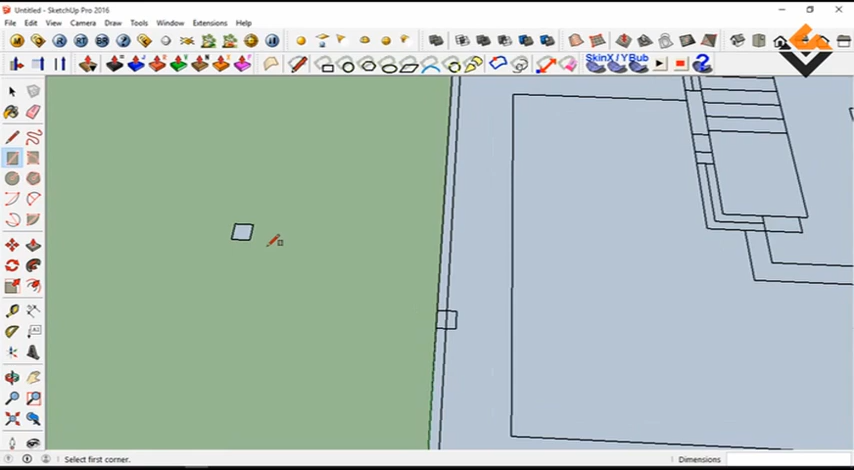 Untitled - SketchUp Pro 2016
File Edit View Camera Draw Tools Window Extensions Help
SkinX / YBub
Select first corner.
Dimensions